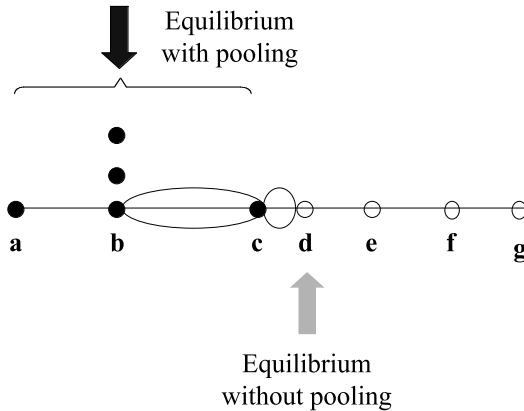 Equilibrium
with pooling
a b c d e f g
Equilibrium
without pooling